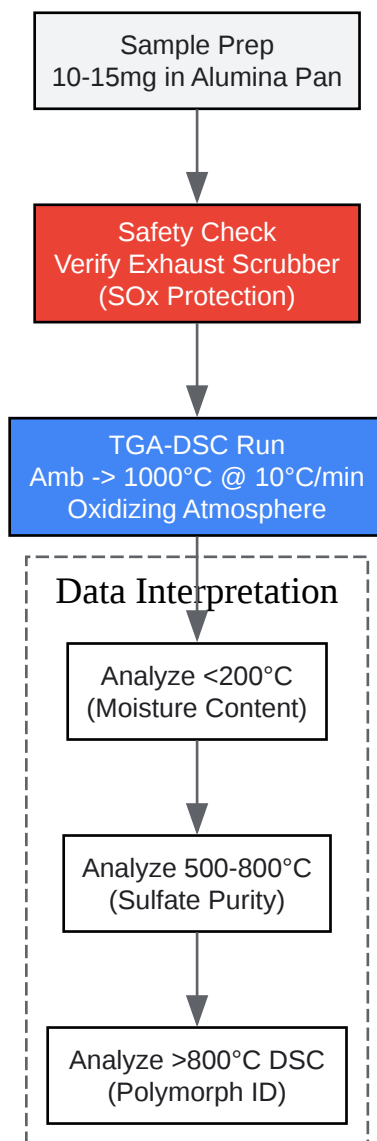 Sample Prep
10-15mg in Alumina Pan
Safety Check
Verify Exhaust Scrubber
(SOx Protection)
TGA-DSC Run
Amb -> 1000°C @ 10°C/min
Oxidizing Atmosphere
Data Interpretation
Analyze <200°C
(Moisture Content)
Analyze 500-800°C
(Sulfate Purity)
Analyze >800°C DSC
(Polymorph ID)